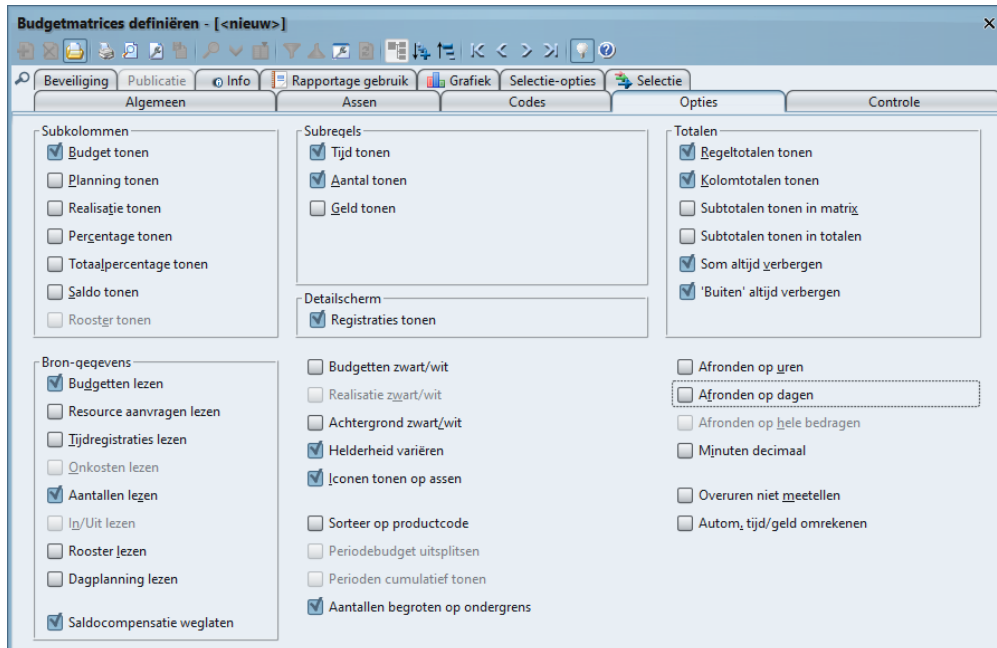 Budgetmatrices definiëren - [<nieuw>]
Beveiliging Publicatie Info Rapportage gebruik Grafiek Selectie-opties Selectie
Algemeen Assen Codes Opties Controle
Subkolommen
Budget tonen
Planning tonen
Realisatie tonen
Percentage tonen
Totaalpercentage tonen
Saldo tonen
Rooster tonen
Subregels
Tijd tonen
Aantal tonen
Geld tonen
Detailscherm
Registraties tonen
Totalen
Regeltotalen tonen
Kolomtotalen tonen
Subtotalen tonen in matrix
Subtotalen tonen in totalen
Som altijd verbergen
'Buiten' altijd verbergen
Bron-gegevens
Budgetten lezen
Resource aanvragen lezen
Tijdregistraties lezen
Onkosten lezen
Aantallen lezen
In/Uit lezen
Rooster lezen
Dagplanning lezen
Saldocompensatie weglaten
Budgetten zwart/wit
Realisatie zwart/wit
Achtergrond zwart/wit
Helderheid variëren
Iconen tonen op assen
Sorteer op productcode
Periodebudget uitsplitsen
Perioden cumulatief tonen
Aantallen begroten op ondergrens
Afronden op uren
Afronden op dagen
Afronden op hele bedragen
Minuten decimaal
Overuren niet meetellen
Autom. tijd/geld omrekenen